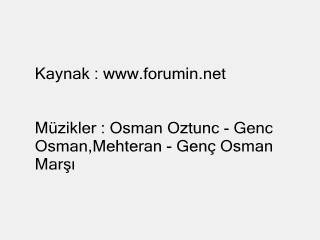 Kaynak : www.forumin.net
Müzikler : Osman Oztunc - Genc
Osman,Mehteran - Genç Osman
Marşı